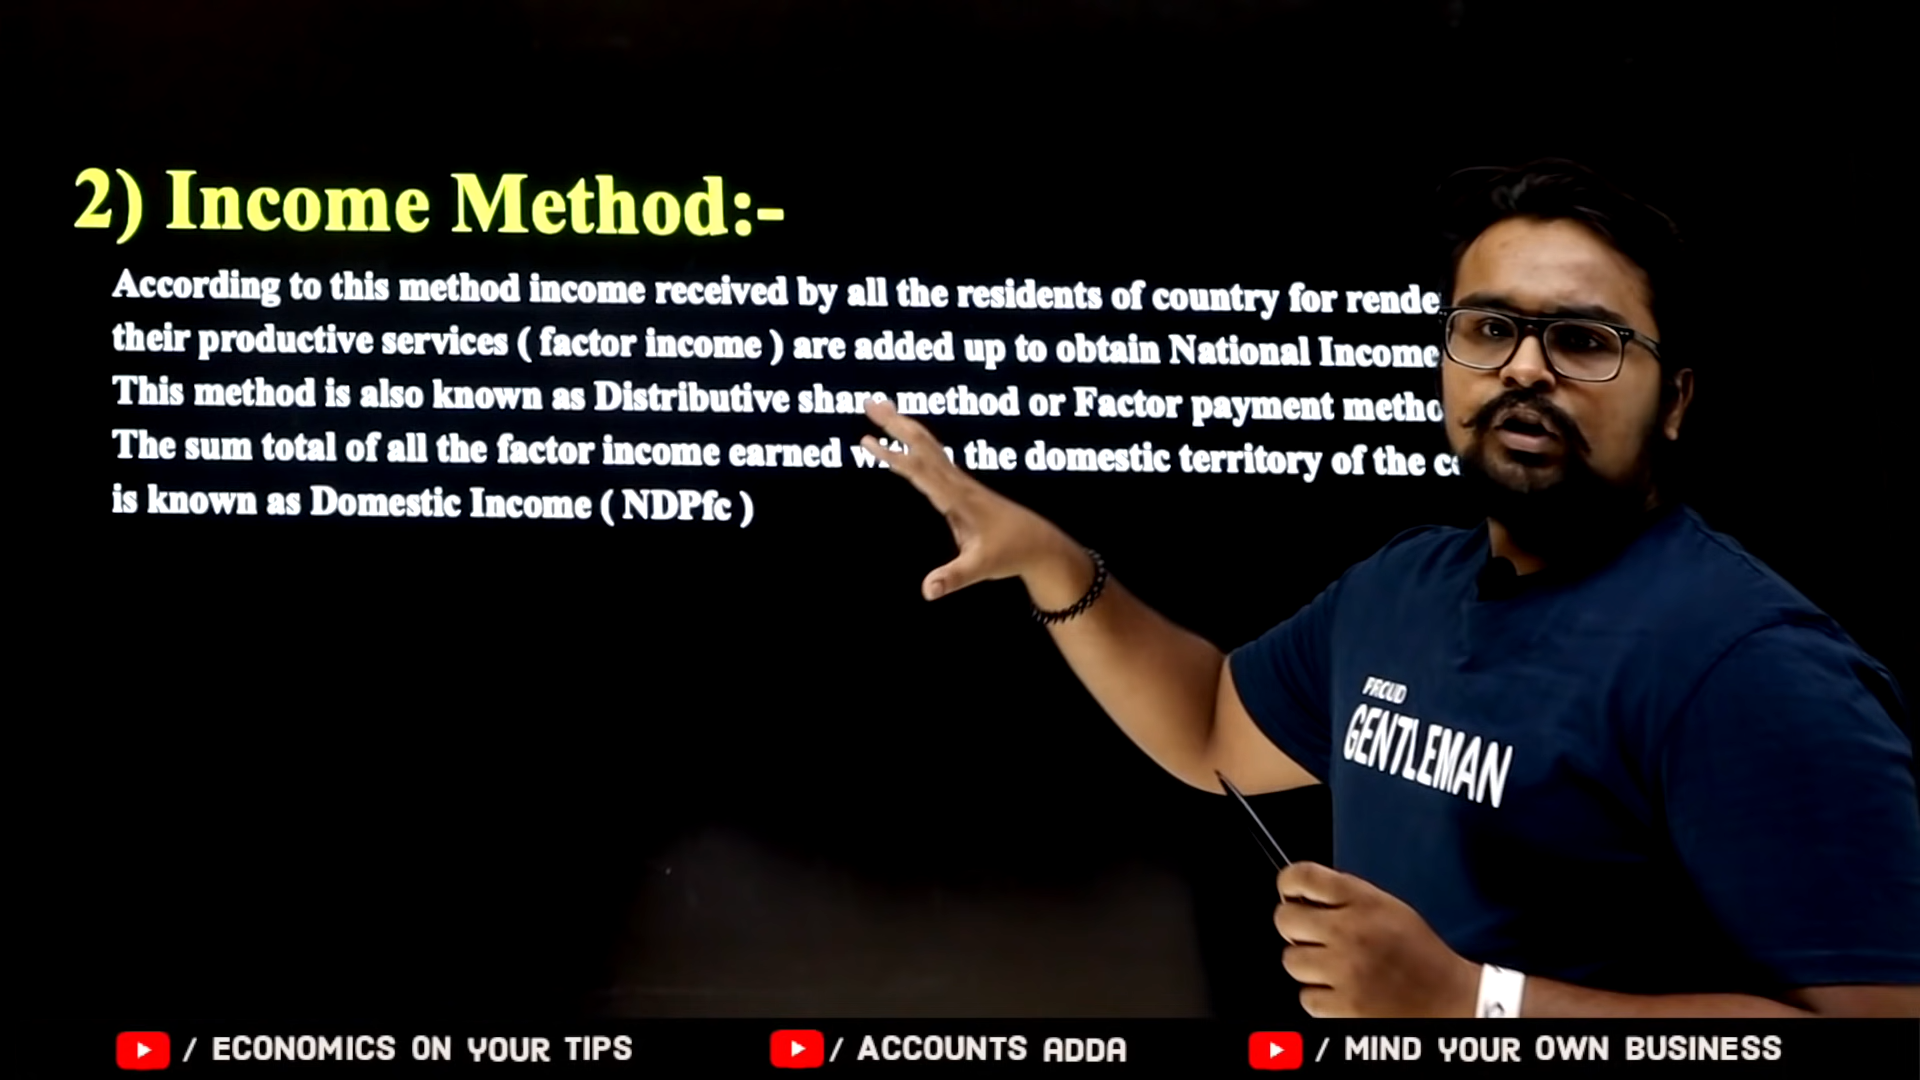 2) Income Method:-
According to this method income received by all the residents of country for rende
their productive services ( factor income ) are added up to obtain National Income
This method is also known as Distributive share method or Factor payment metho
The sum total of all the factor income earned the domestic territory of the
is known as Domestic Income ( NDPfc )
PROUD
GENTLEMAN
/ ECONOMICS ON YOUR TIPS
/ ACCOUNTS ADDA
/ MIND YOUR OWN BUSINESS